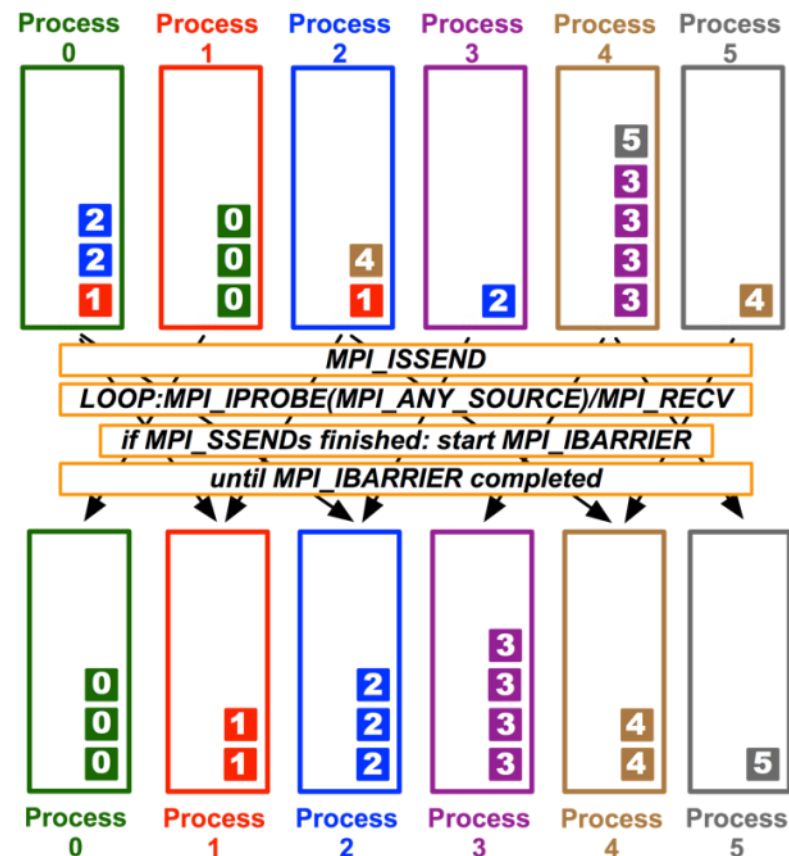 Process Process Process Process Process Process
0 1 2 3 4 5
5
3
2 0 3
2 0 4 3
1 0 1 2 3 4
MPI_ISSEND
LOOP:MPI_IPROBE(MPI_ANY_SOURCE)/MPI_RECV
if MPI_SSENDs finished: start MPI_IBARRIER
until MPI_IBARRIER completed
3
0 2 3
0 1 2 3 4
0 1 2 3 4 5
Process Process Process Process Process Process
0 1 2 3 4 5